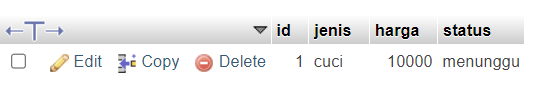 id jenis harga status
Edit Copy Delete 1 cuci 10000 menunggu